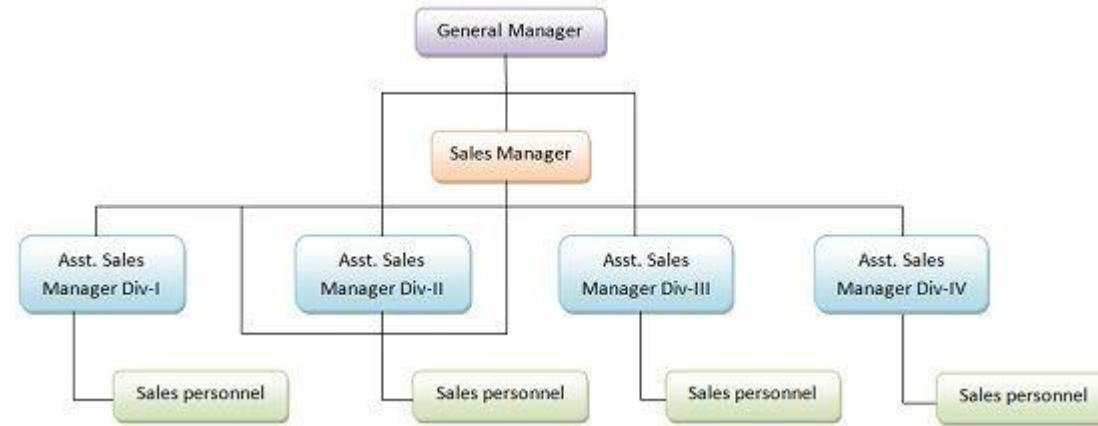 General Manager
Sales Manager
Asst. Sales
Manager Div-I
Asst. Sales
Manager Div-II
Asst. Sales
Manager Div-III
Asst. Sales
Manager Div-IV
Sales personnel
Sales personnel
Sales personnel
Sales personnel